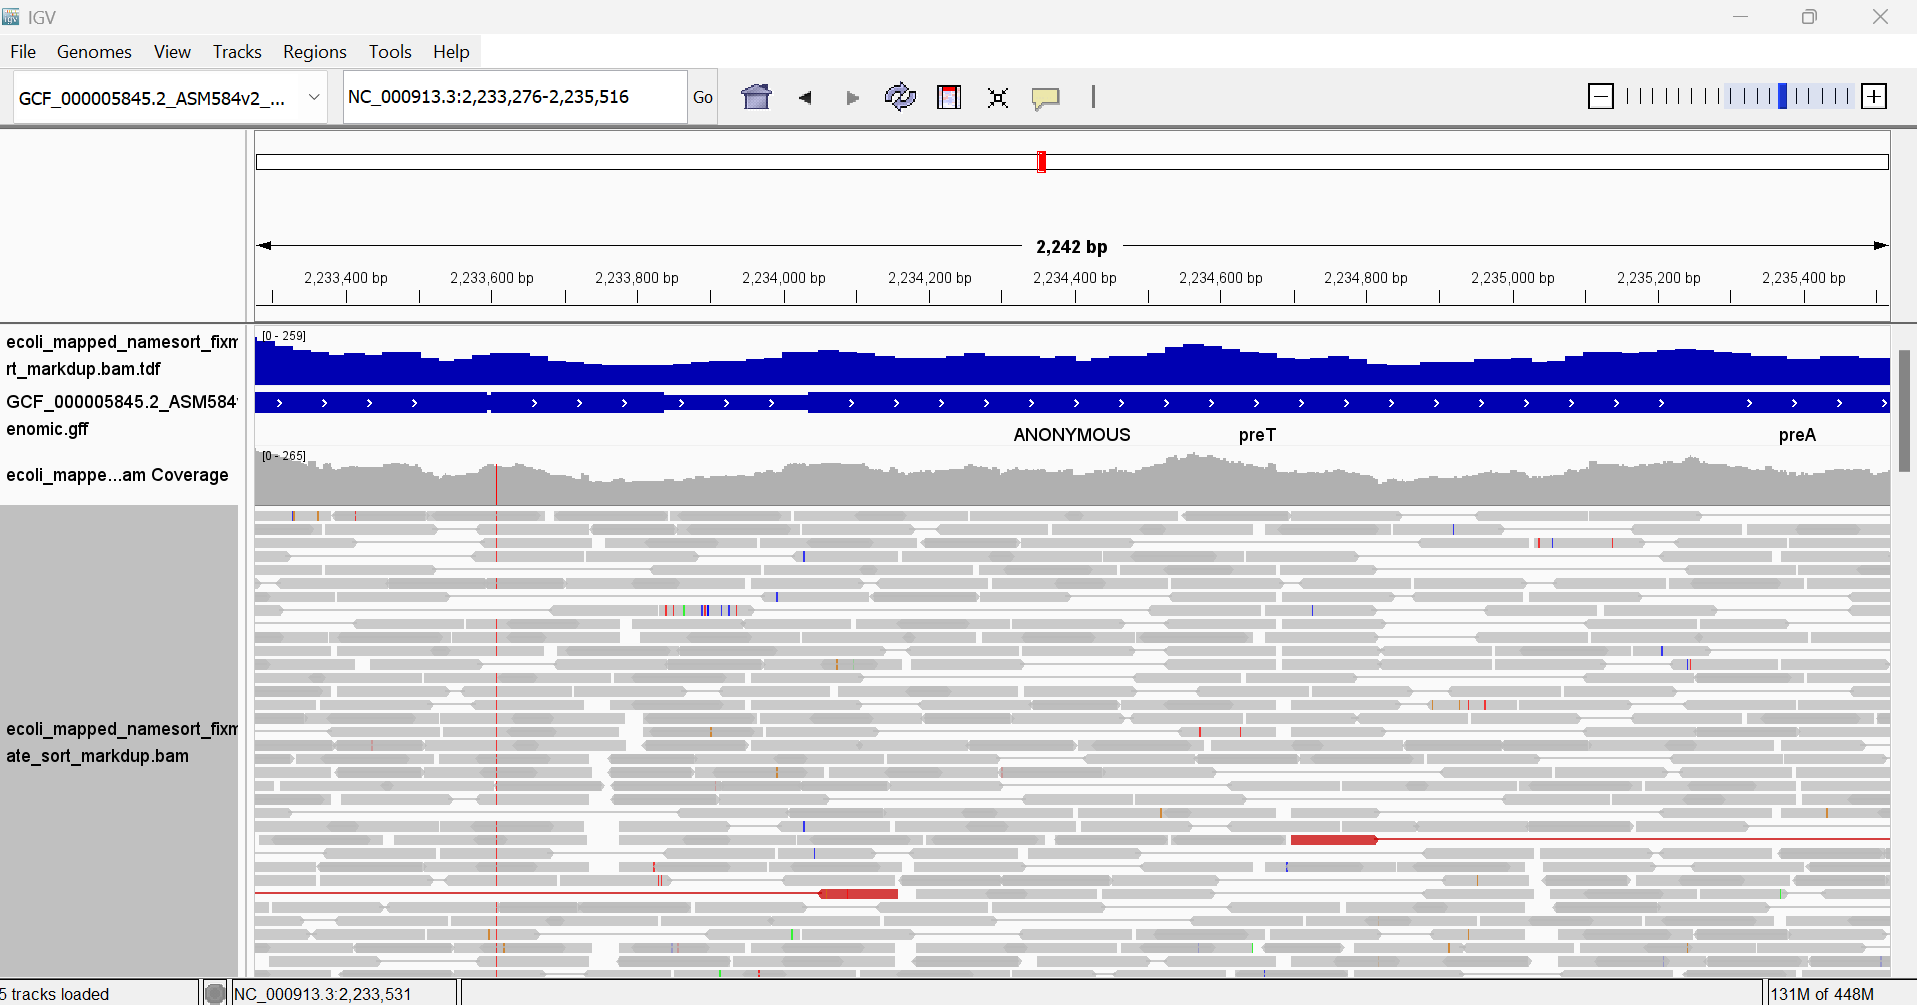 IGV
File Genomes View Tracks Regions Tools Help
GCF_000005845.2_ASM584v2_... NC_000913.3:2,233,276-2,235,516 Go
2,242 bp
2,233,400 bp 2,233,600 bp 2,233,800 bp 2,234,000 bp 2,234,200 bp 2,234,400 bp 2,234,600 bp 2,234,800 bp 2,235,000 bp 2,235,200 bp 2,235,400 bp
[0 - 259]
ecoli_mapped_namesort_fixm
rt_markdup.bam.tdf
GCF_000005845.2_ASM584
enomic.gff
ANONYMOUS preT preA
[0 - 265]
ecoli_mappe...am Coverage
ecoli_mapped_namesort_fixm
ate_sort_markdup.bam
5 tracks loaded NC_000913.3:2,233,531 131M of 448M